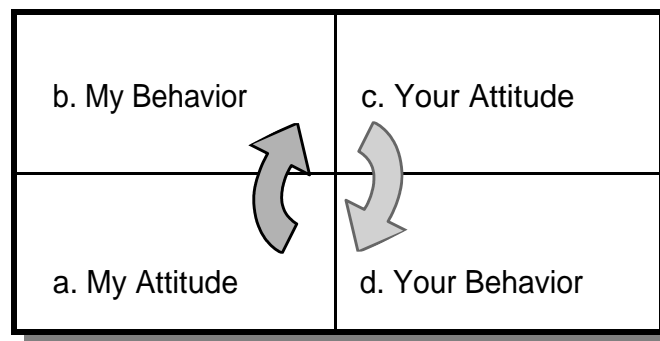 b. My Behavior
c. Your Attitude
a. My Attitude
d. Your Behavior